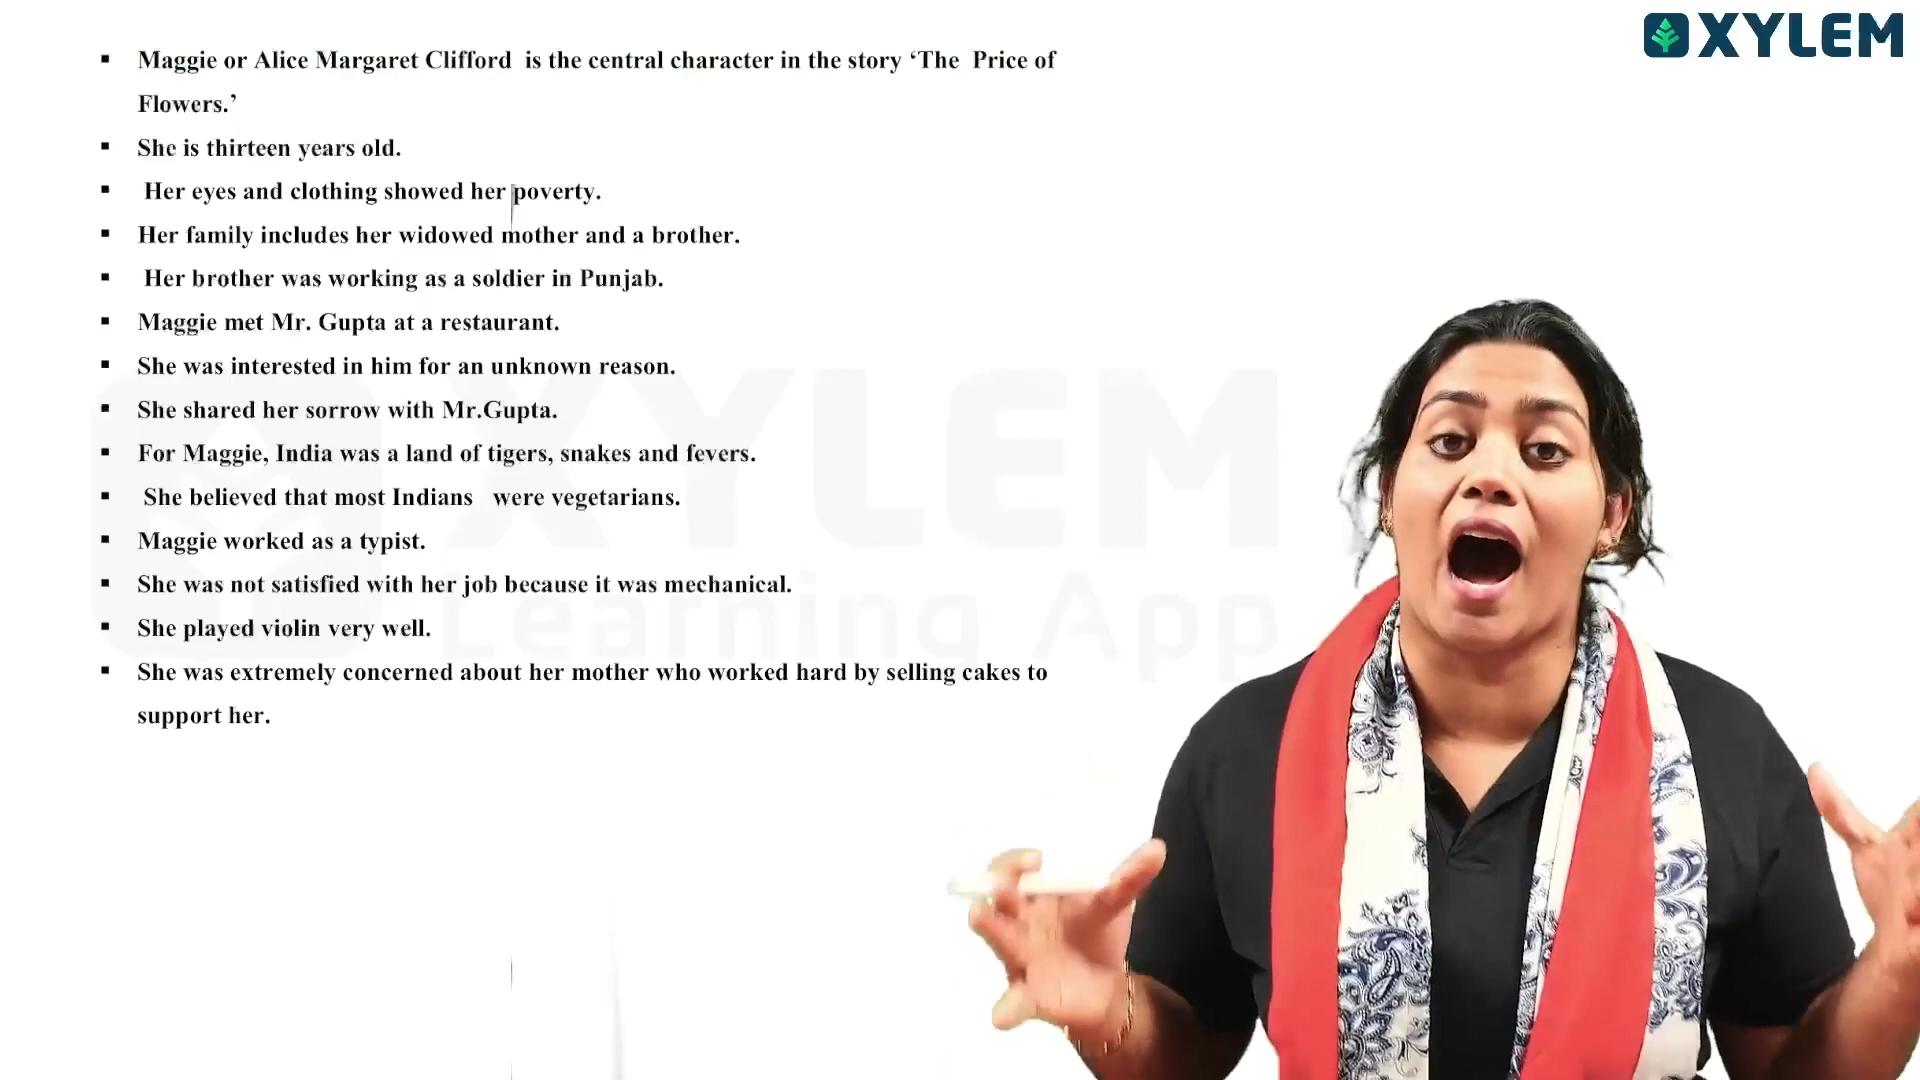 XYLEM
▪ Maggie or Alice Margaret Clifford is the central character in the story ‘The Price of
Flowers.’
▪ She is thirteen years old.
▪ Her eyes and clothing showed her poverty.
▪ Her family includes her widowed mother and a brother.
▪ Her brother was working as a soldier in Punjab.
▪ Maggie met Mr. Gupta at a restaurant.
▪ She was interested in him for an unknown reason.
▪ She shared her sorrow with Mr.Gupta.
▪ For Maggie, India was a land of tigers, snakes and fevers.
▪ She believed that most Indians were vegetarians.
▪ Maggie worked as a typist.
▪ She was not satisfied with her job because it was mechanical.
▪ She played violin very well.
▪ She was extremely concerned about her mother who worked hard by selling cakes to
support her.
XYLEM
Learning App